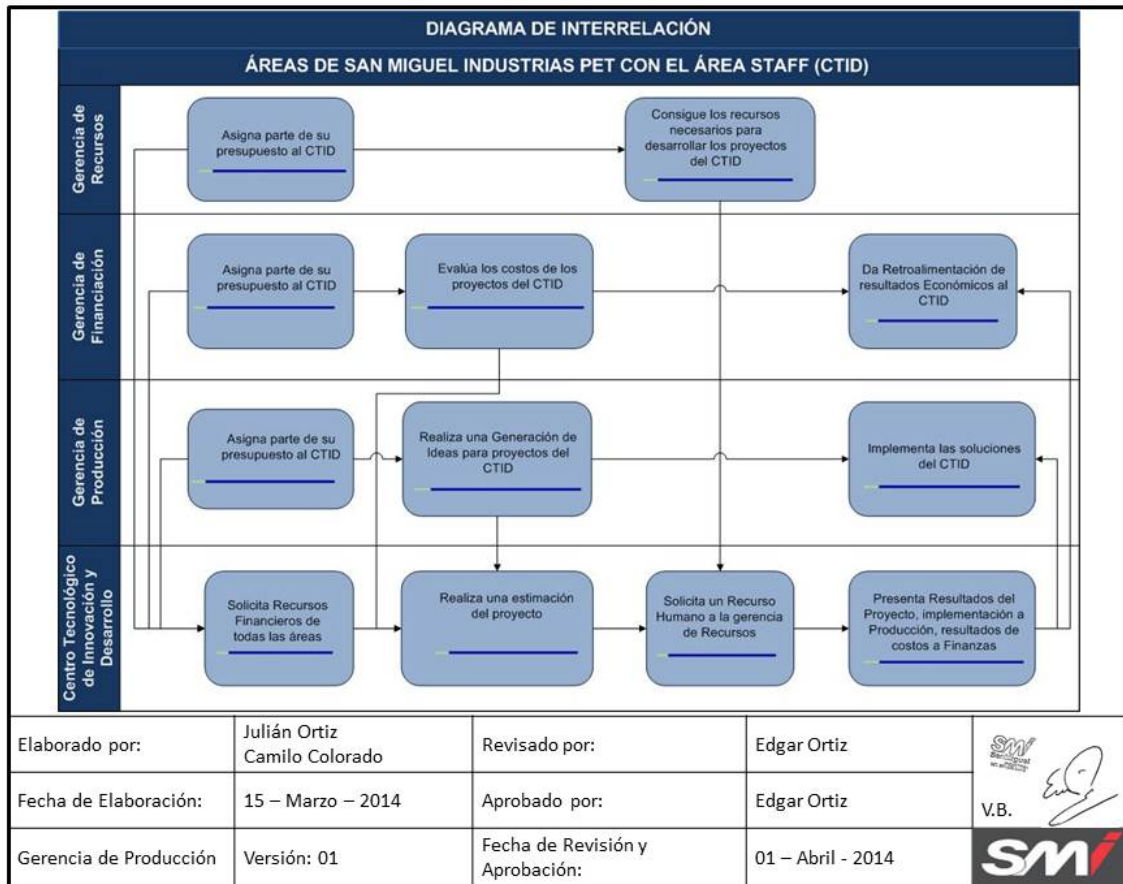 DIAGRAMA DE INTERRELACIÓN
ÁREAS DE SAN MIGUEL INDUSTRIAS PET CON EL ÁREA STAFF (CTID)
Gerencia de
Recursos
Asigna parte de su
presupuesto al CTID
Consigue los recursos
necesarios para
desarrollar los proyectos
del CTID
Gerencia de
Financiación
Asigna parte de su
presupuesto al CTID
Evalúa los costos de los
proyectos del CTID
Da Retroalimentación de
resultados Económicos al
CTID
Gerencia de
Producción
Asigna parte de su
presupuesto al CTID
Realiza una Generación de
Ideas para proyectos del
CTID
Implementa las soluciones
del CTID
Centro Tecnológico
de Innovación y
Desarrollo
Solicita Recursos
Financieros de
todas las áreas
Realiza una estimación
del proyecto
Solicita un Recurso
Humano a la gerencia
de Recursos
Presenta Resultados del
Proyecto, implementación a
Producción, resultados de
costos a Finanzas
Elaborado por:
Julián Ortiz
Camilo Colorado
Revisado por:
Edgar Ortiz
SMI
SanMiguel
Fecha de Elaboración:
15 – Marzo – 2014
Aprobado por:
Edgar Ortiz
V.B.
Gerencia de Producción
Versión: 01
Fecha de Revisión y
Aprobación:
01 – Abril - 2014
SMI